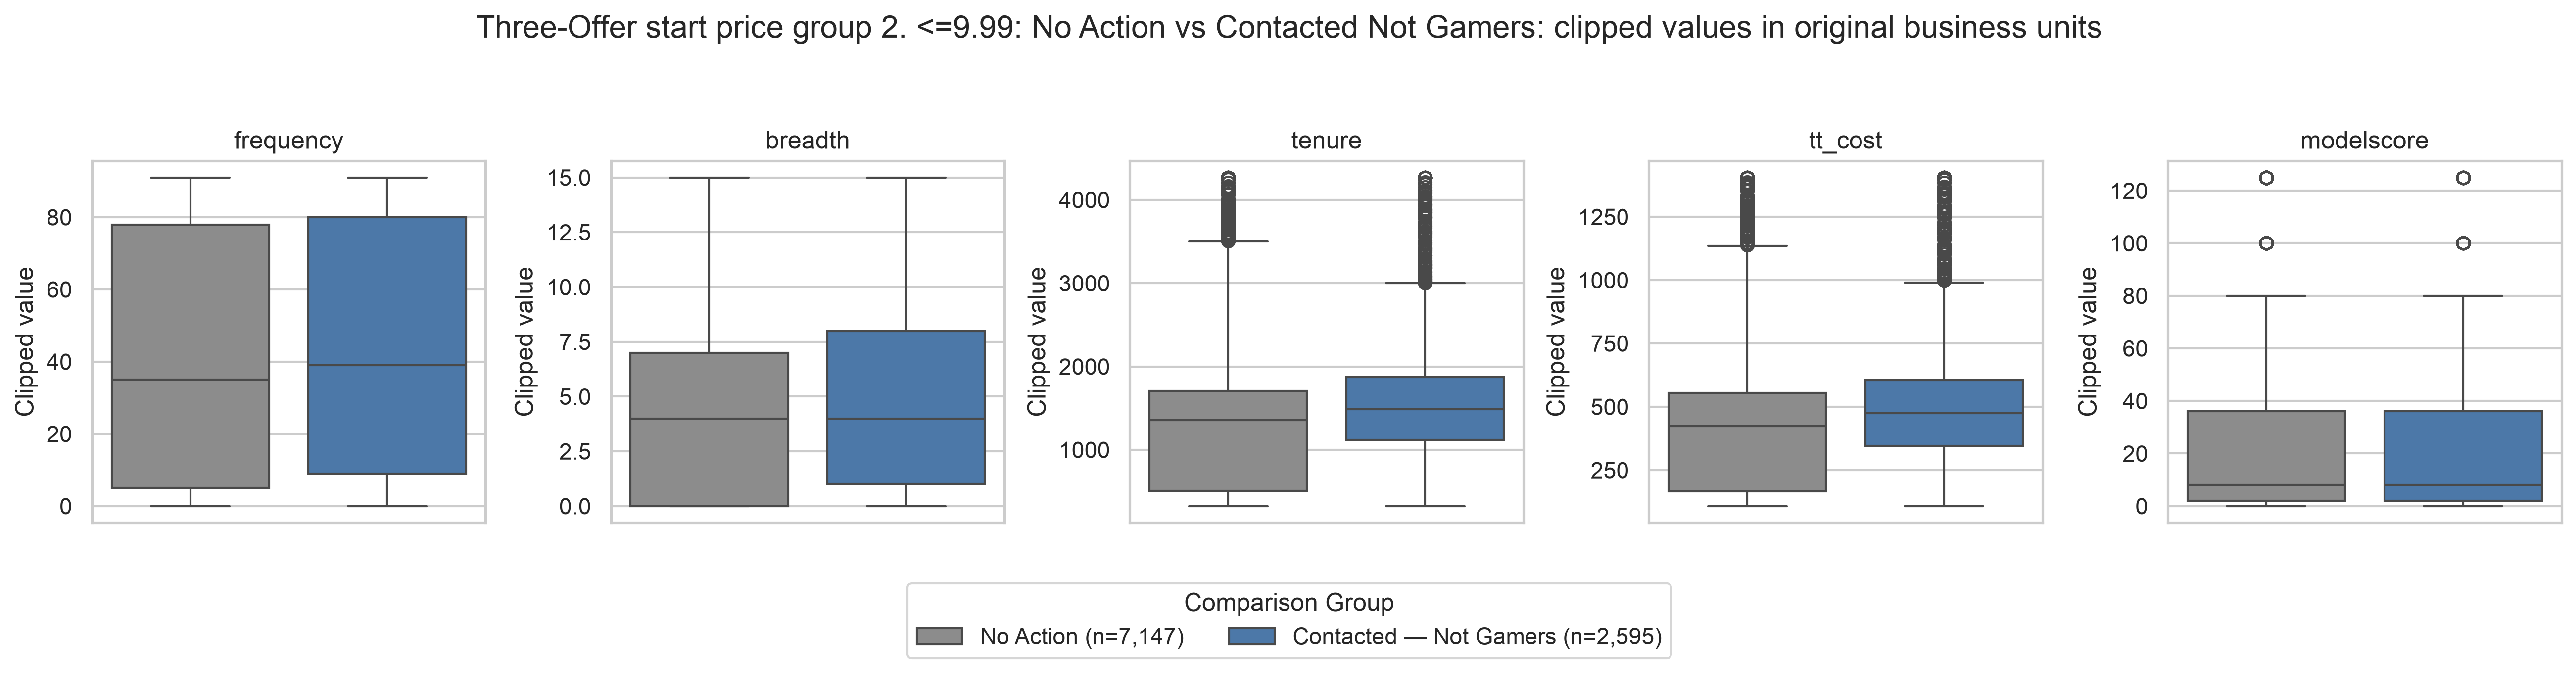 Three-Offer start price group 2. <=9.99: No Action vs Contacted Not Gamers: clipped values in original business units
frequency
Clipped value
80
60
40
20
0
breadth
Clipped value
15.0
12.5
10.0
7.5
5.0
2.5
0.0
tenure
Clipped value
4000
3000
2000
1000
tt_cost
Clipped value
1250
1000
750
500
250
modelscore
Clipped value
120
100
80
60
40
20
0
Comparison Group
No Action (n=7,147)
Contacted — Not Gamers (n=2,595)